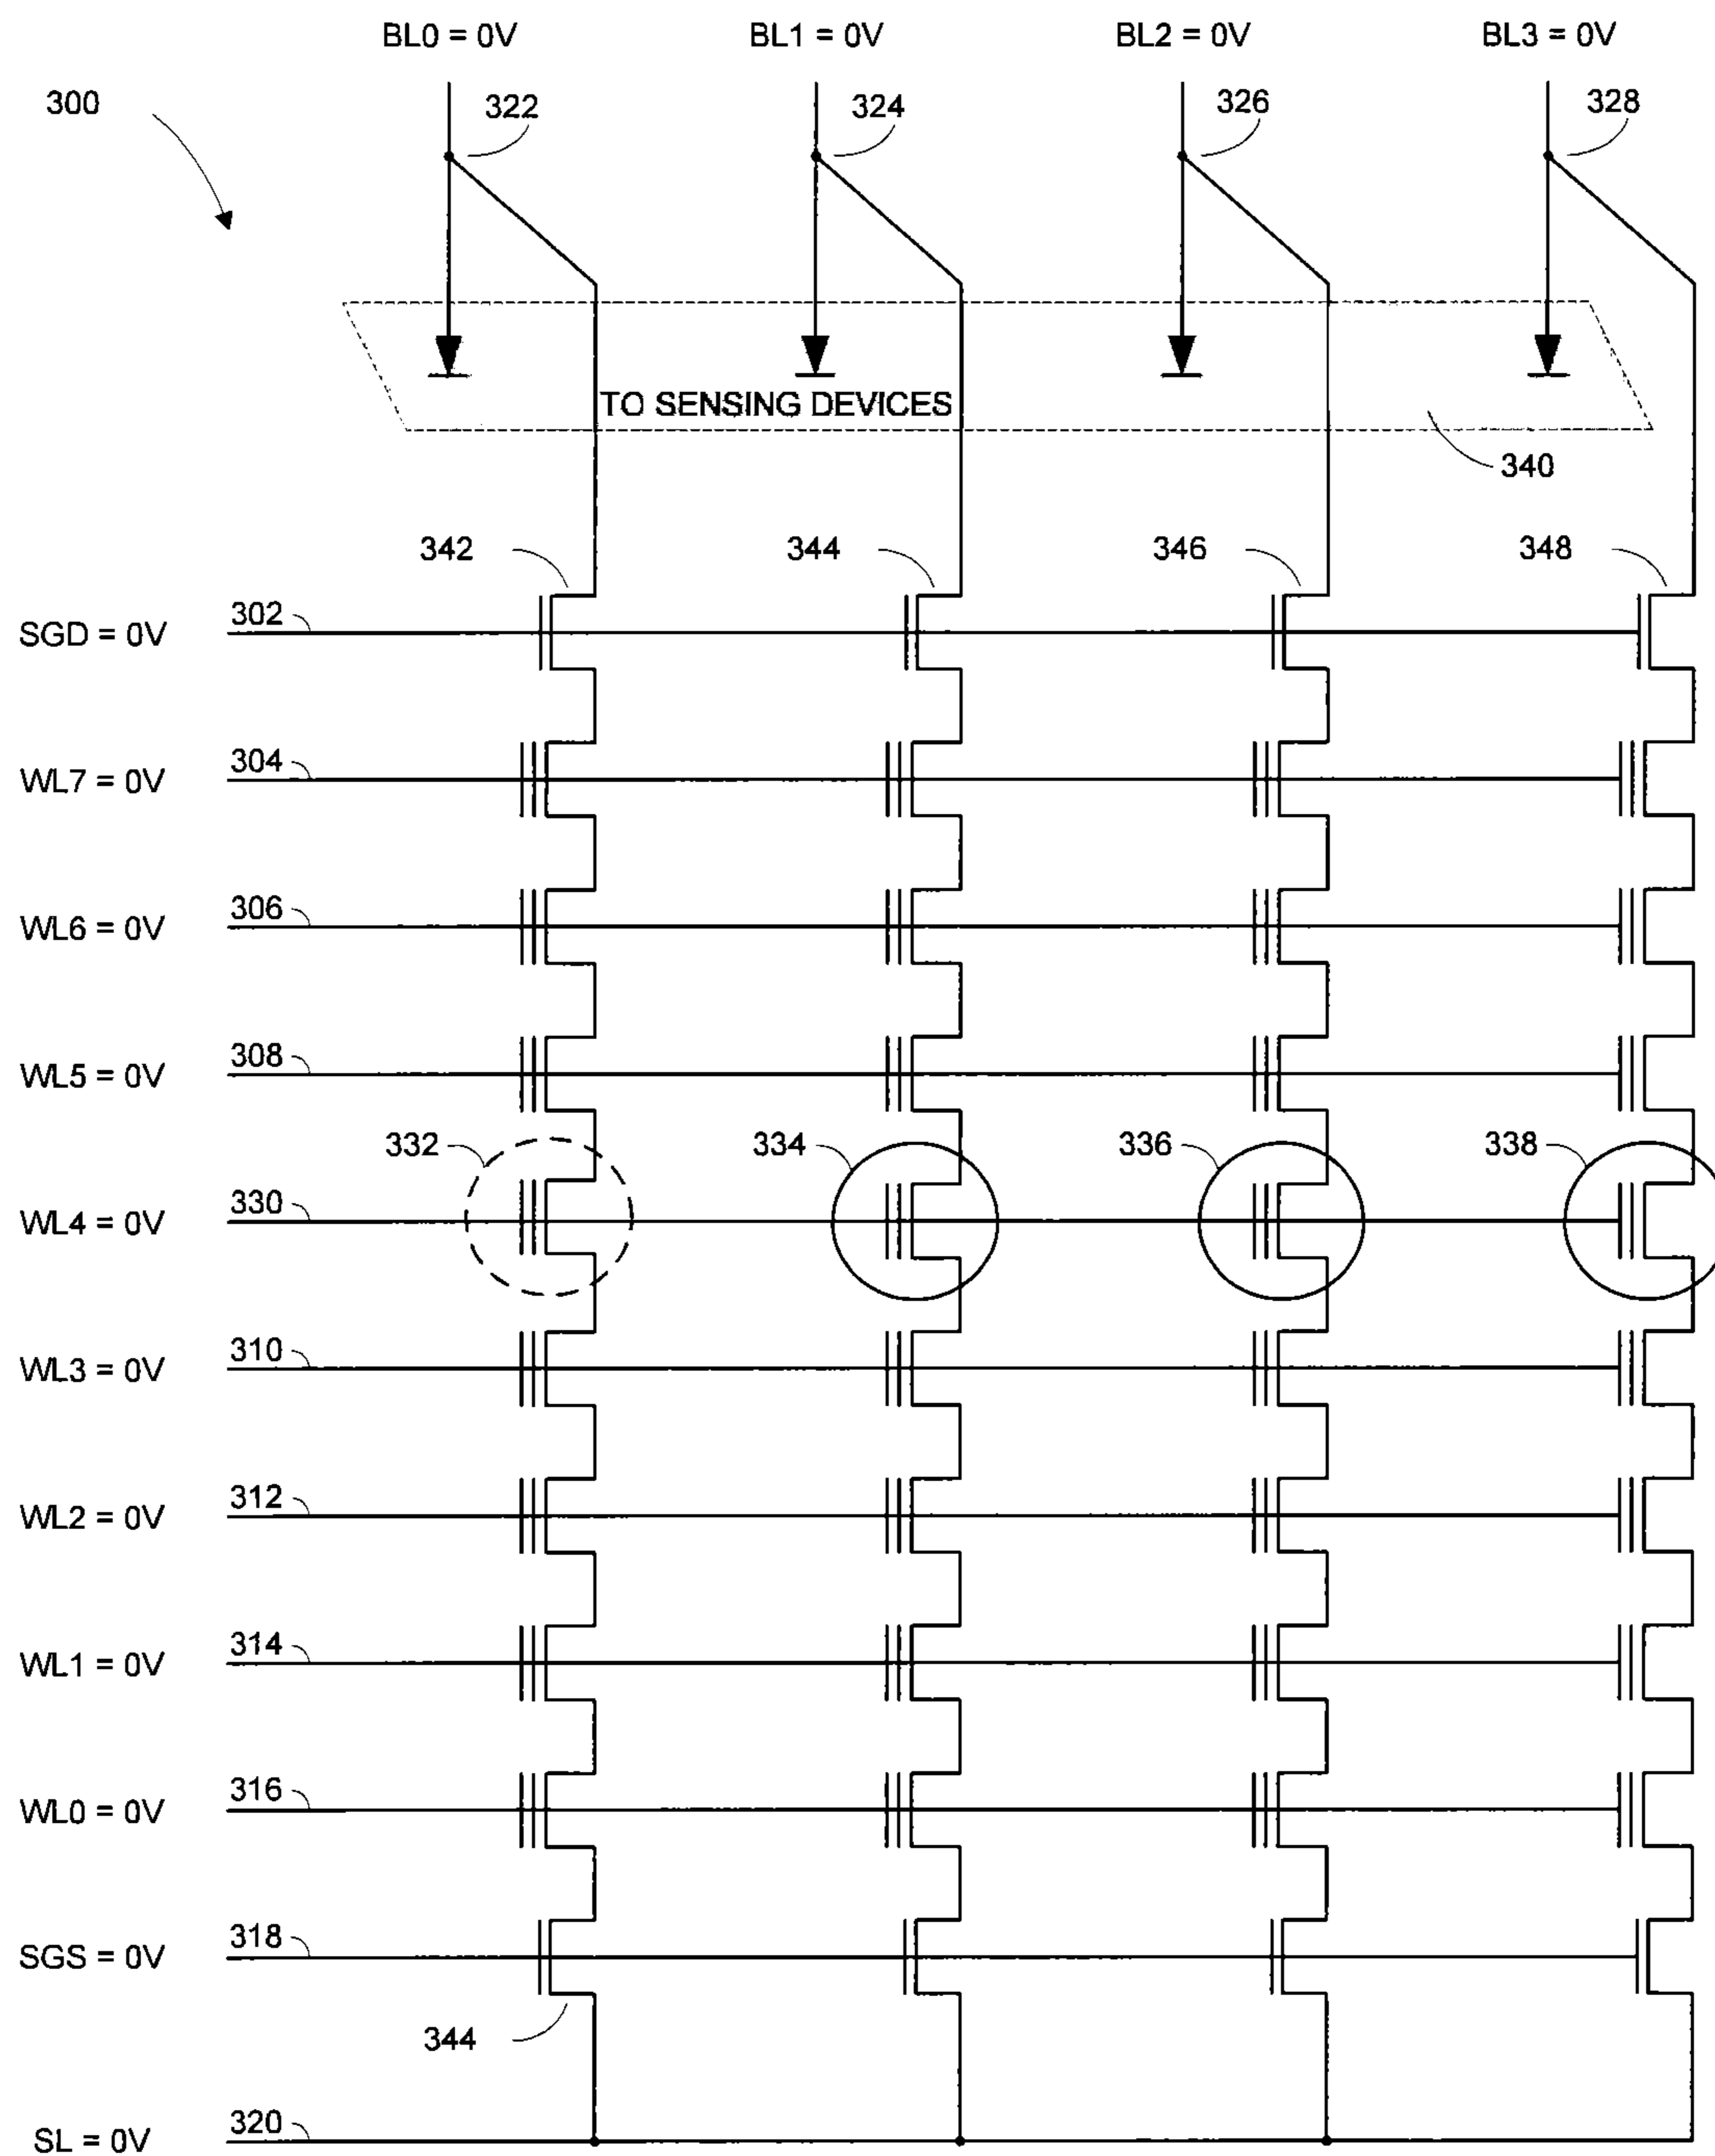 BL0 = 0V BL1 = 0V BL2 = 0V BL3 = 0V
300 322 324 326 328
TO SENSING DEVICES
340
342 344 346 348
SGD = 0V 302
WL7 = 0V 304
WL6 = 0V 306
WL5 = 0V 308
332 334 336 338
WL4 = 0V 330
WL3 = 0V 310
WL2 = 0V 312
WL1 = 0V 314
WL0 = 0V 316
SGS = 0V 318
344
SL = 0V 320